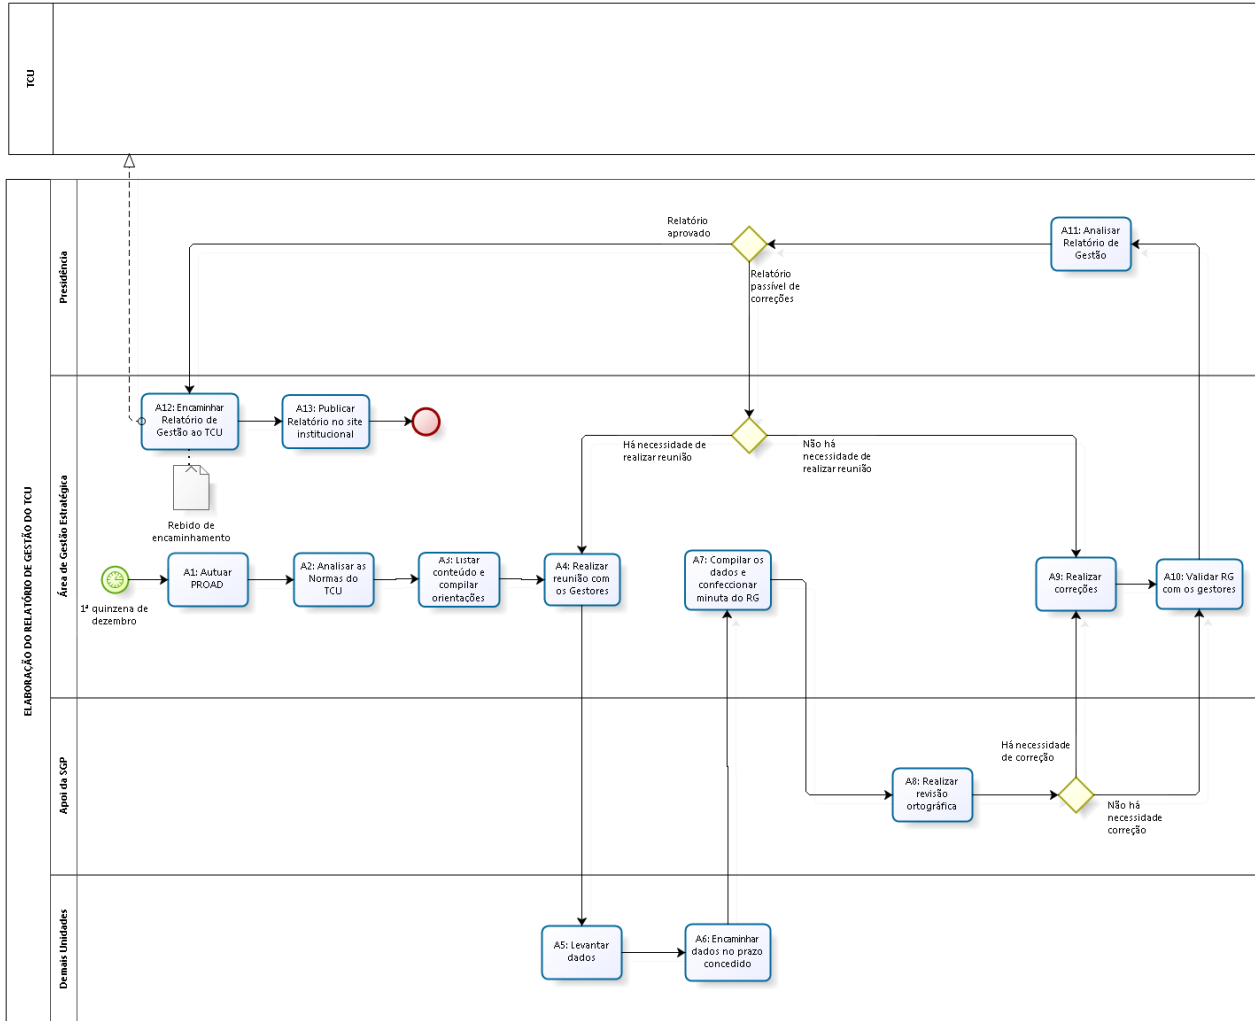 TCU
ELABORAÇÃO DO RELATÓRIO DE GESTÃO DO TCU
Presidência
Relatório
aprovado
A11: Analisar
Relatório de
Gestão
Relatório
passível de
correções
Área de Gestão Estratégica
A12: Encaminhar
Relatório de
Gestão ao TCU
A13: Publicar
Relatório no site
institucional
Há necessidade de
realizar reunião
Não há
necessidade de
realizar reunião
Rebido de
encaminhamento
1ª quinzena de
dezembro
A1: Autuar
PROAD
A2: Analisar as
Normas do
TCU
A3: Listar
conteúdo e
compilar
orientações
A4: Realizar
reunião com
os Gestores
A7: Compilar os
dados e
confeccionar
minuta do RG
A9: Realizar
correções
A10: Validar RG
com os gestores
Apoi da SGP
Há necessidade
de correção
A8: Realizar
revisão
ortográfica
Não há
necessidade
correção
Demais Unidades
A5: Levantar
dados
A6: Encaminhar
dados no prazo
concedido